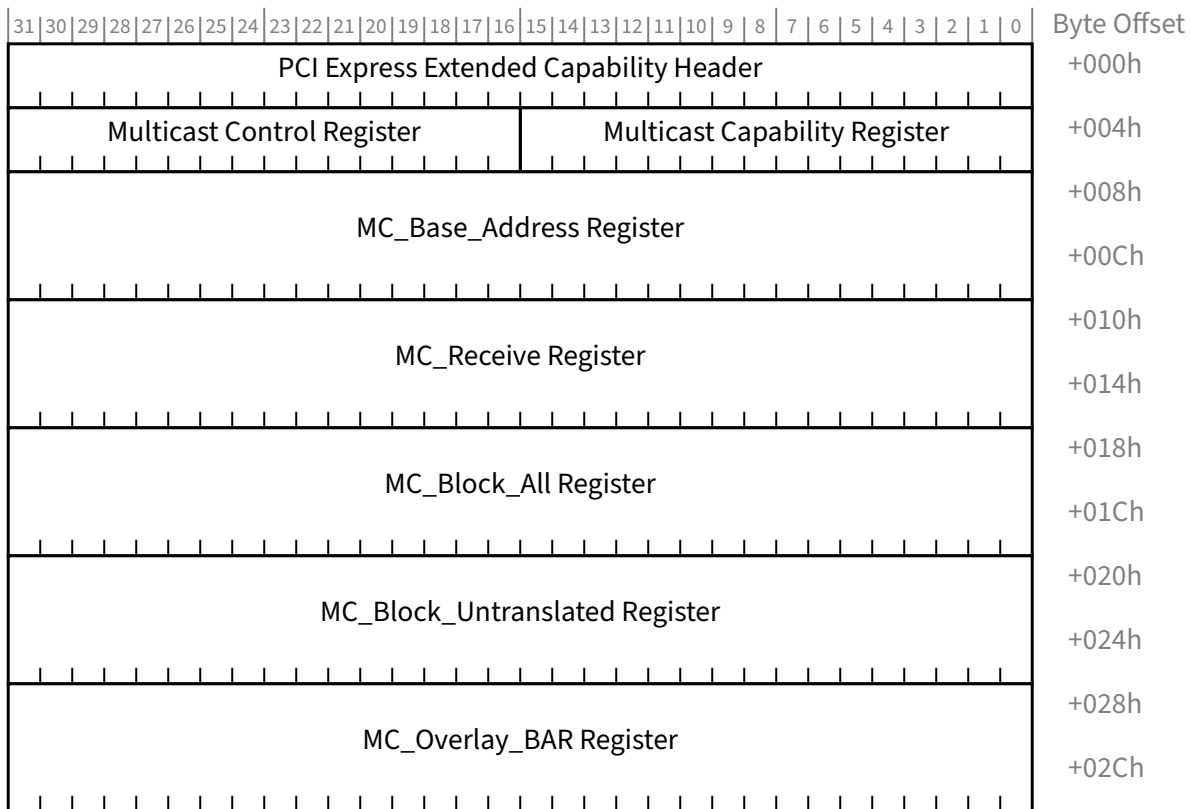 31 30 29 28 27 26 25 24 23 22 21 20 19 18 17 16 15 14 13 12 11 10 9 8 7 6 5 4 3 2 1 0 Byte Offset
PCI Express Extended Capability Header +000h
Multicast Control Register Multicast Capability Register +004h
+008h
MC_Base_Address Register
+00Ch
+010h
MC_Receive Register
+014h
+018h
MC_Block_All Register
+01Ch
+020h
MC_Block_Untranslated Register
+024h
+028h
MC_Overlay_BAR Register
+02Ch